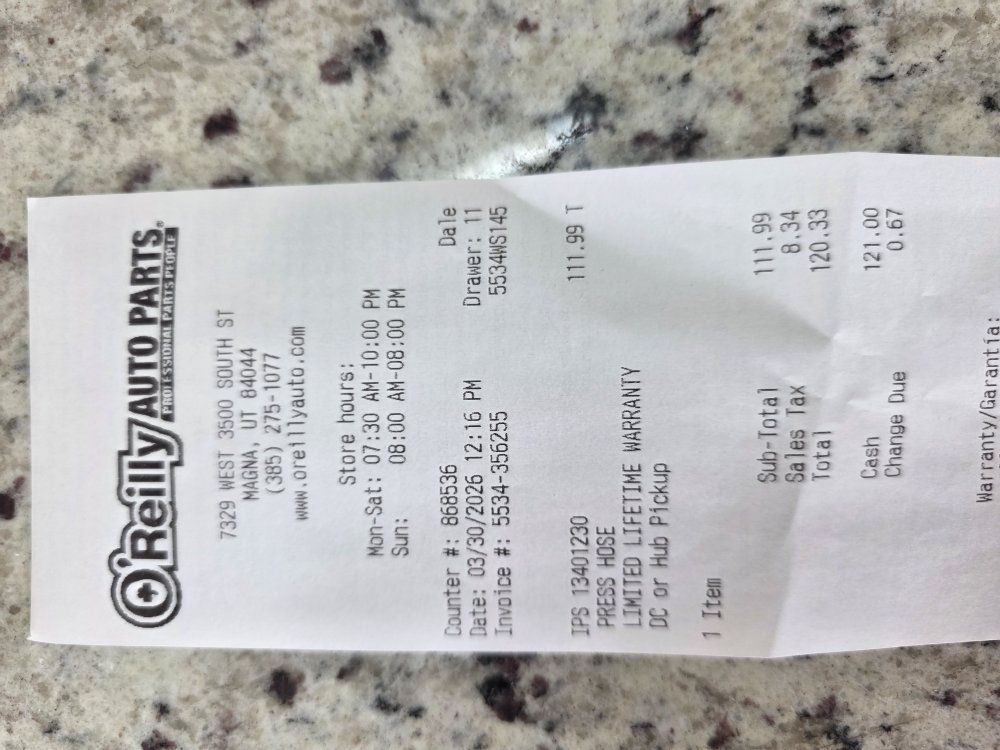 O'Reilly AUTO PARTS®
PROFESSIONAL PARTS PEOPLE
7329 WEST 3500 SOUTH ST
MAGNA, UT 84044
(385) 275-1077
www.oreillyauto.com
Store hours:
Mon-Sat: 07:30 AM-10:00 PM
Sun: 08:00 AM-08:00 PM
Counter #: 868536 Dale
Date: 03/30/2026 12:16 PM Drawer: 11
Invoice #: 5534-356255 5534WS145
IPS 13401230 111.99 T
PRESS HOSE
LIMITED LIFETIME WARRANTY
DC or Hub Pickup
1 Item
Sub-Total 111.99
Sales Tax 8.34
Total 120.33
Cash 121.00
Change Due 0.67
Warranty/Garantia: